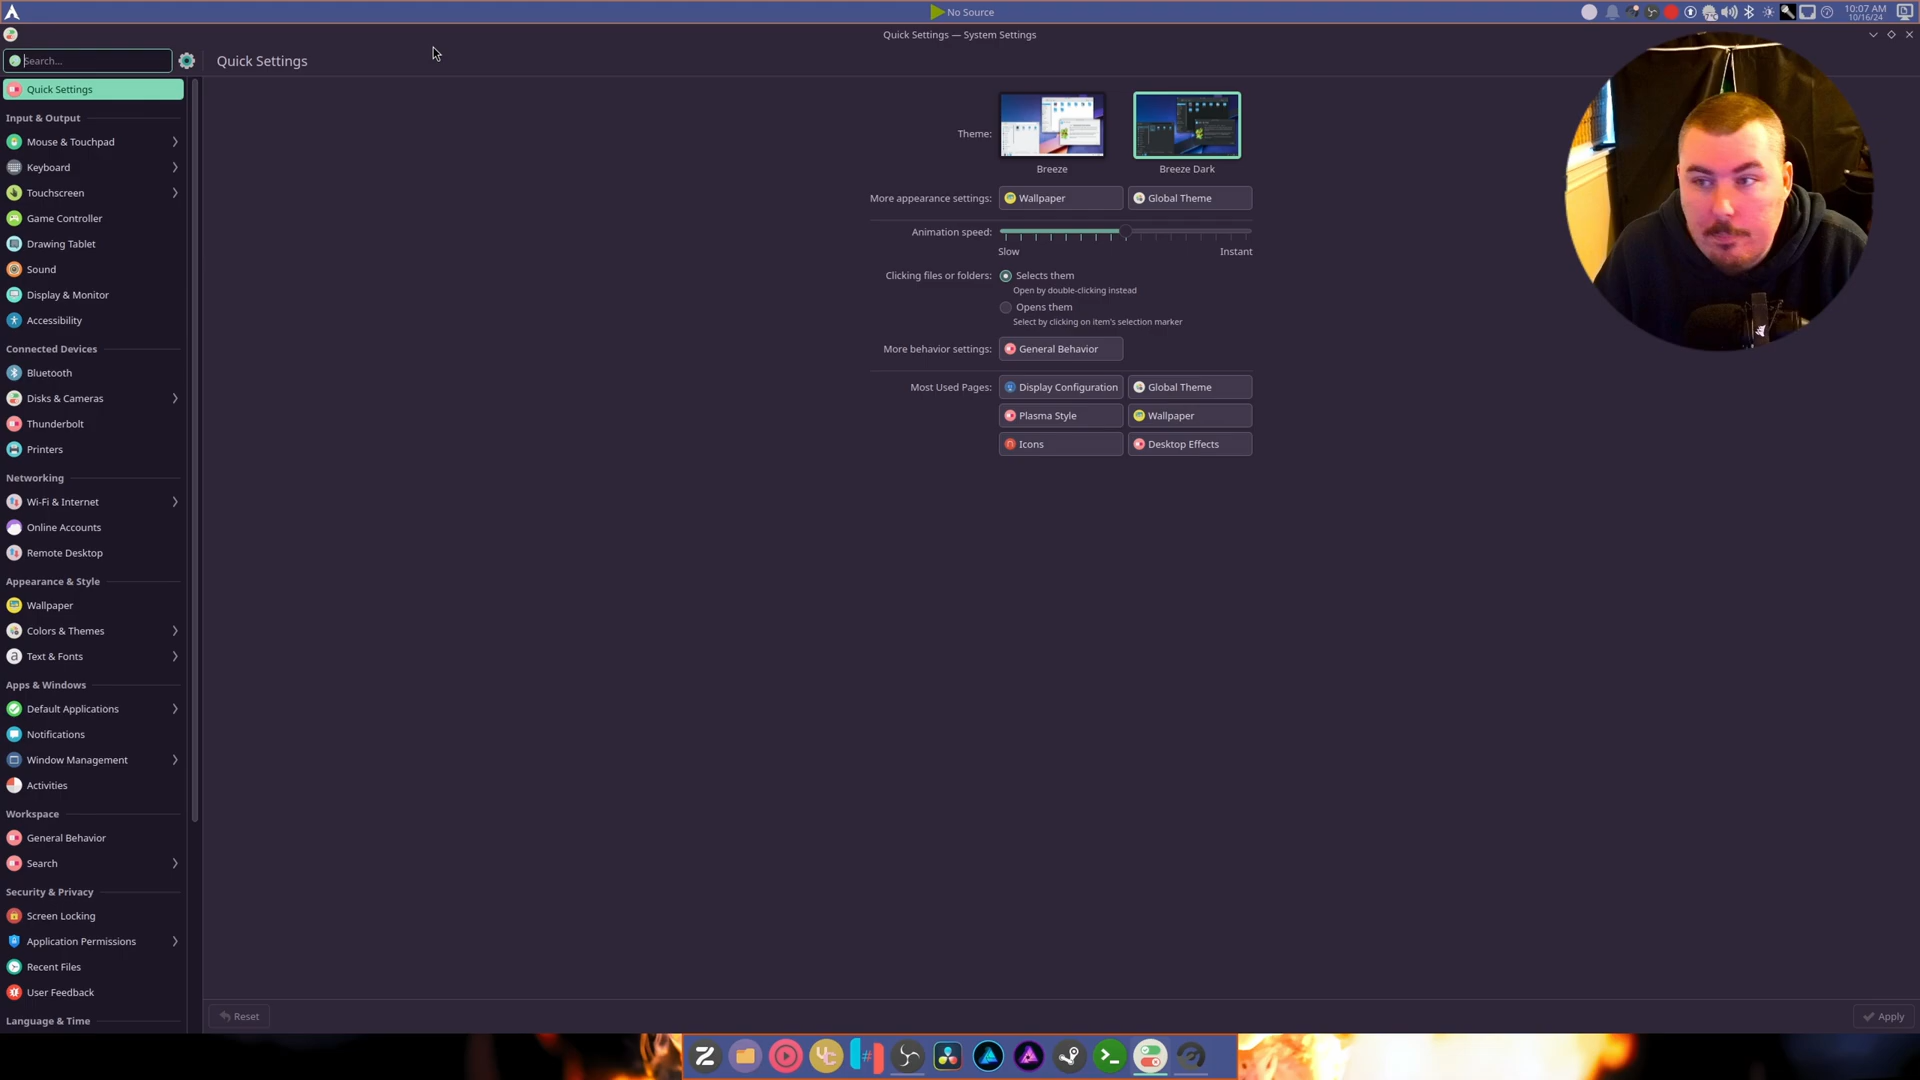 No Source
10:07 AM
10/16/24
Quick Settings — System Settings
Search...
Quick Settings
Quick Settings
Input & Output
Mouse & Touchpad
Keyboard
Touchscreen
Game Controller
Drawing Tablet
Sound
Display & Monitor
Accessibility
Connected Devices
Bluetooth
Disks & Cameras
Thunderbolt
Printers
Networking
Wi-Fi & Internet
Online Accounts
Remote Desktop
Appearance & Style
Wallpaper
Colors & Themes
Text & Fonts
Apps & Windows
Default Applications
Notifications
Window Management
Activities
Workspace
General Behavior
Search
Security & Privacy
Screen Locking
Application Permissions
Recent Files
User Feedback
Language & Time
Theme:
Breeze
Breeze Dark
More appearance settings:
Wallpaper
Global Theme
Animation speed:
Slow
Instant
Clicking files or folders:
Selects them
Open by double-clicking instead
Opens them
Select by clicking on item's selection marker
More behavior settings:
General Behavior
Most Used Pages:
Display Configuration
Global Theme
Plasma Style
Wallpaper
Icons
Desktop Effects
Reset
Apply